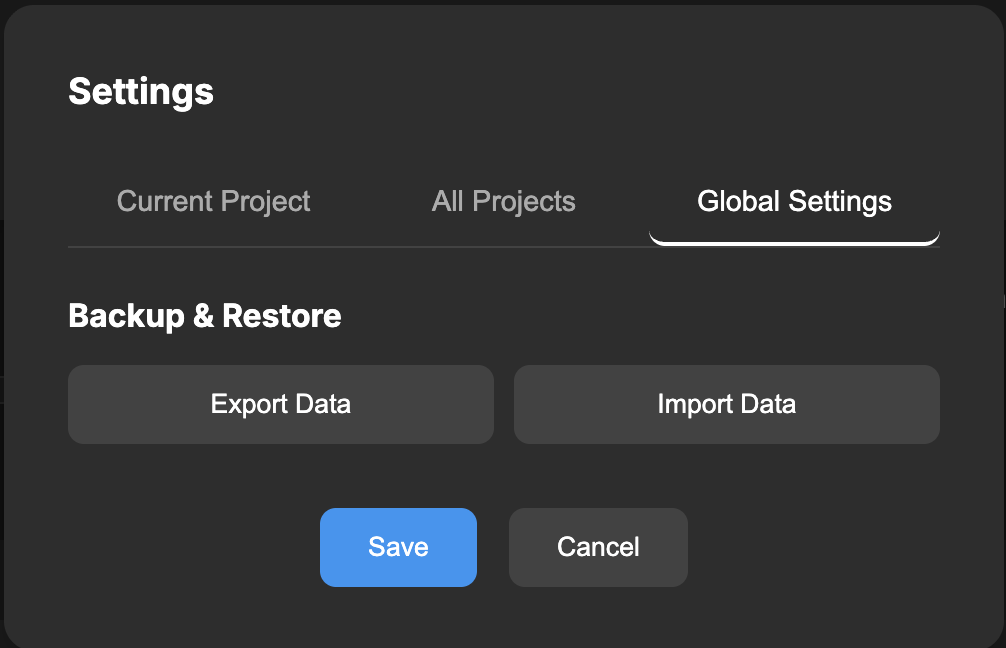 Settings
Current Project All Projects Global Settings
Backup & Restore
Export Data Import Data
Save Cancel